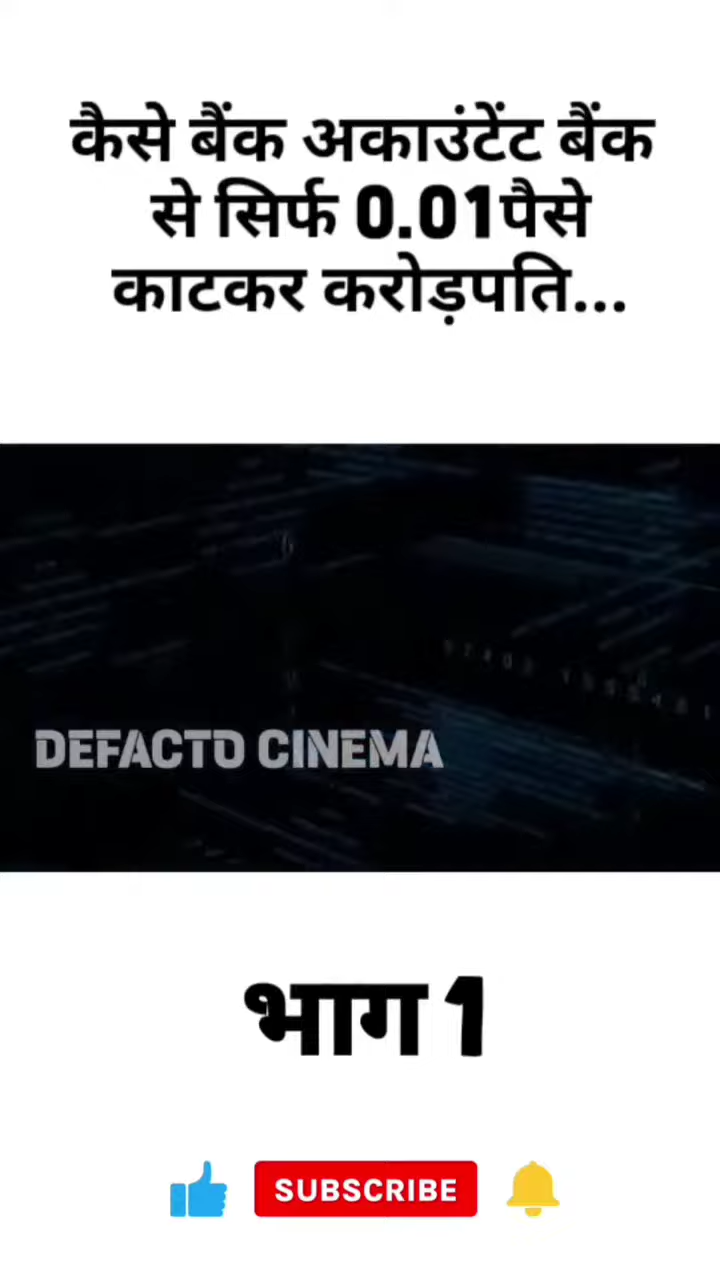 कैसे बैंक अकाउंटेंट बैंक
से सिर्फ 0.01पैसे
काटकर करोड़पति...
DEFACTO CINEMA
भाग 1
SUBSCRIBE